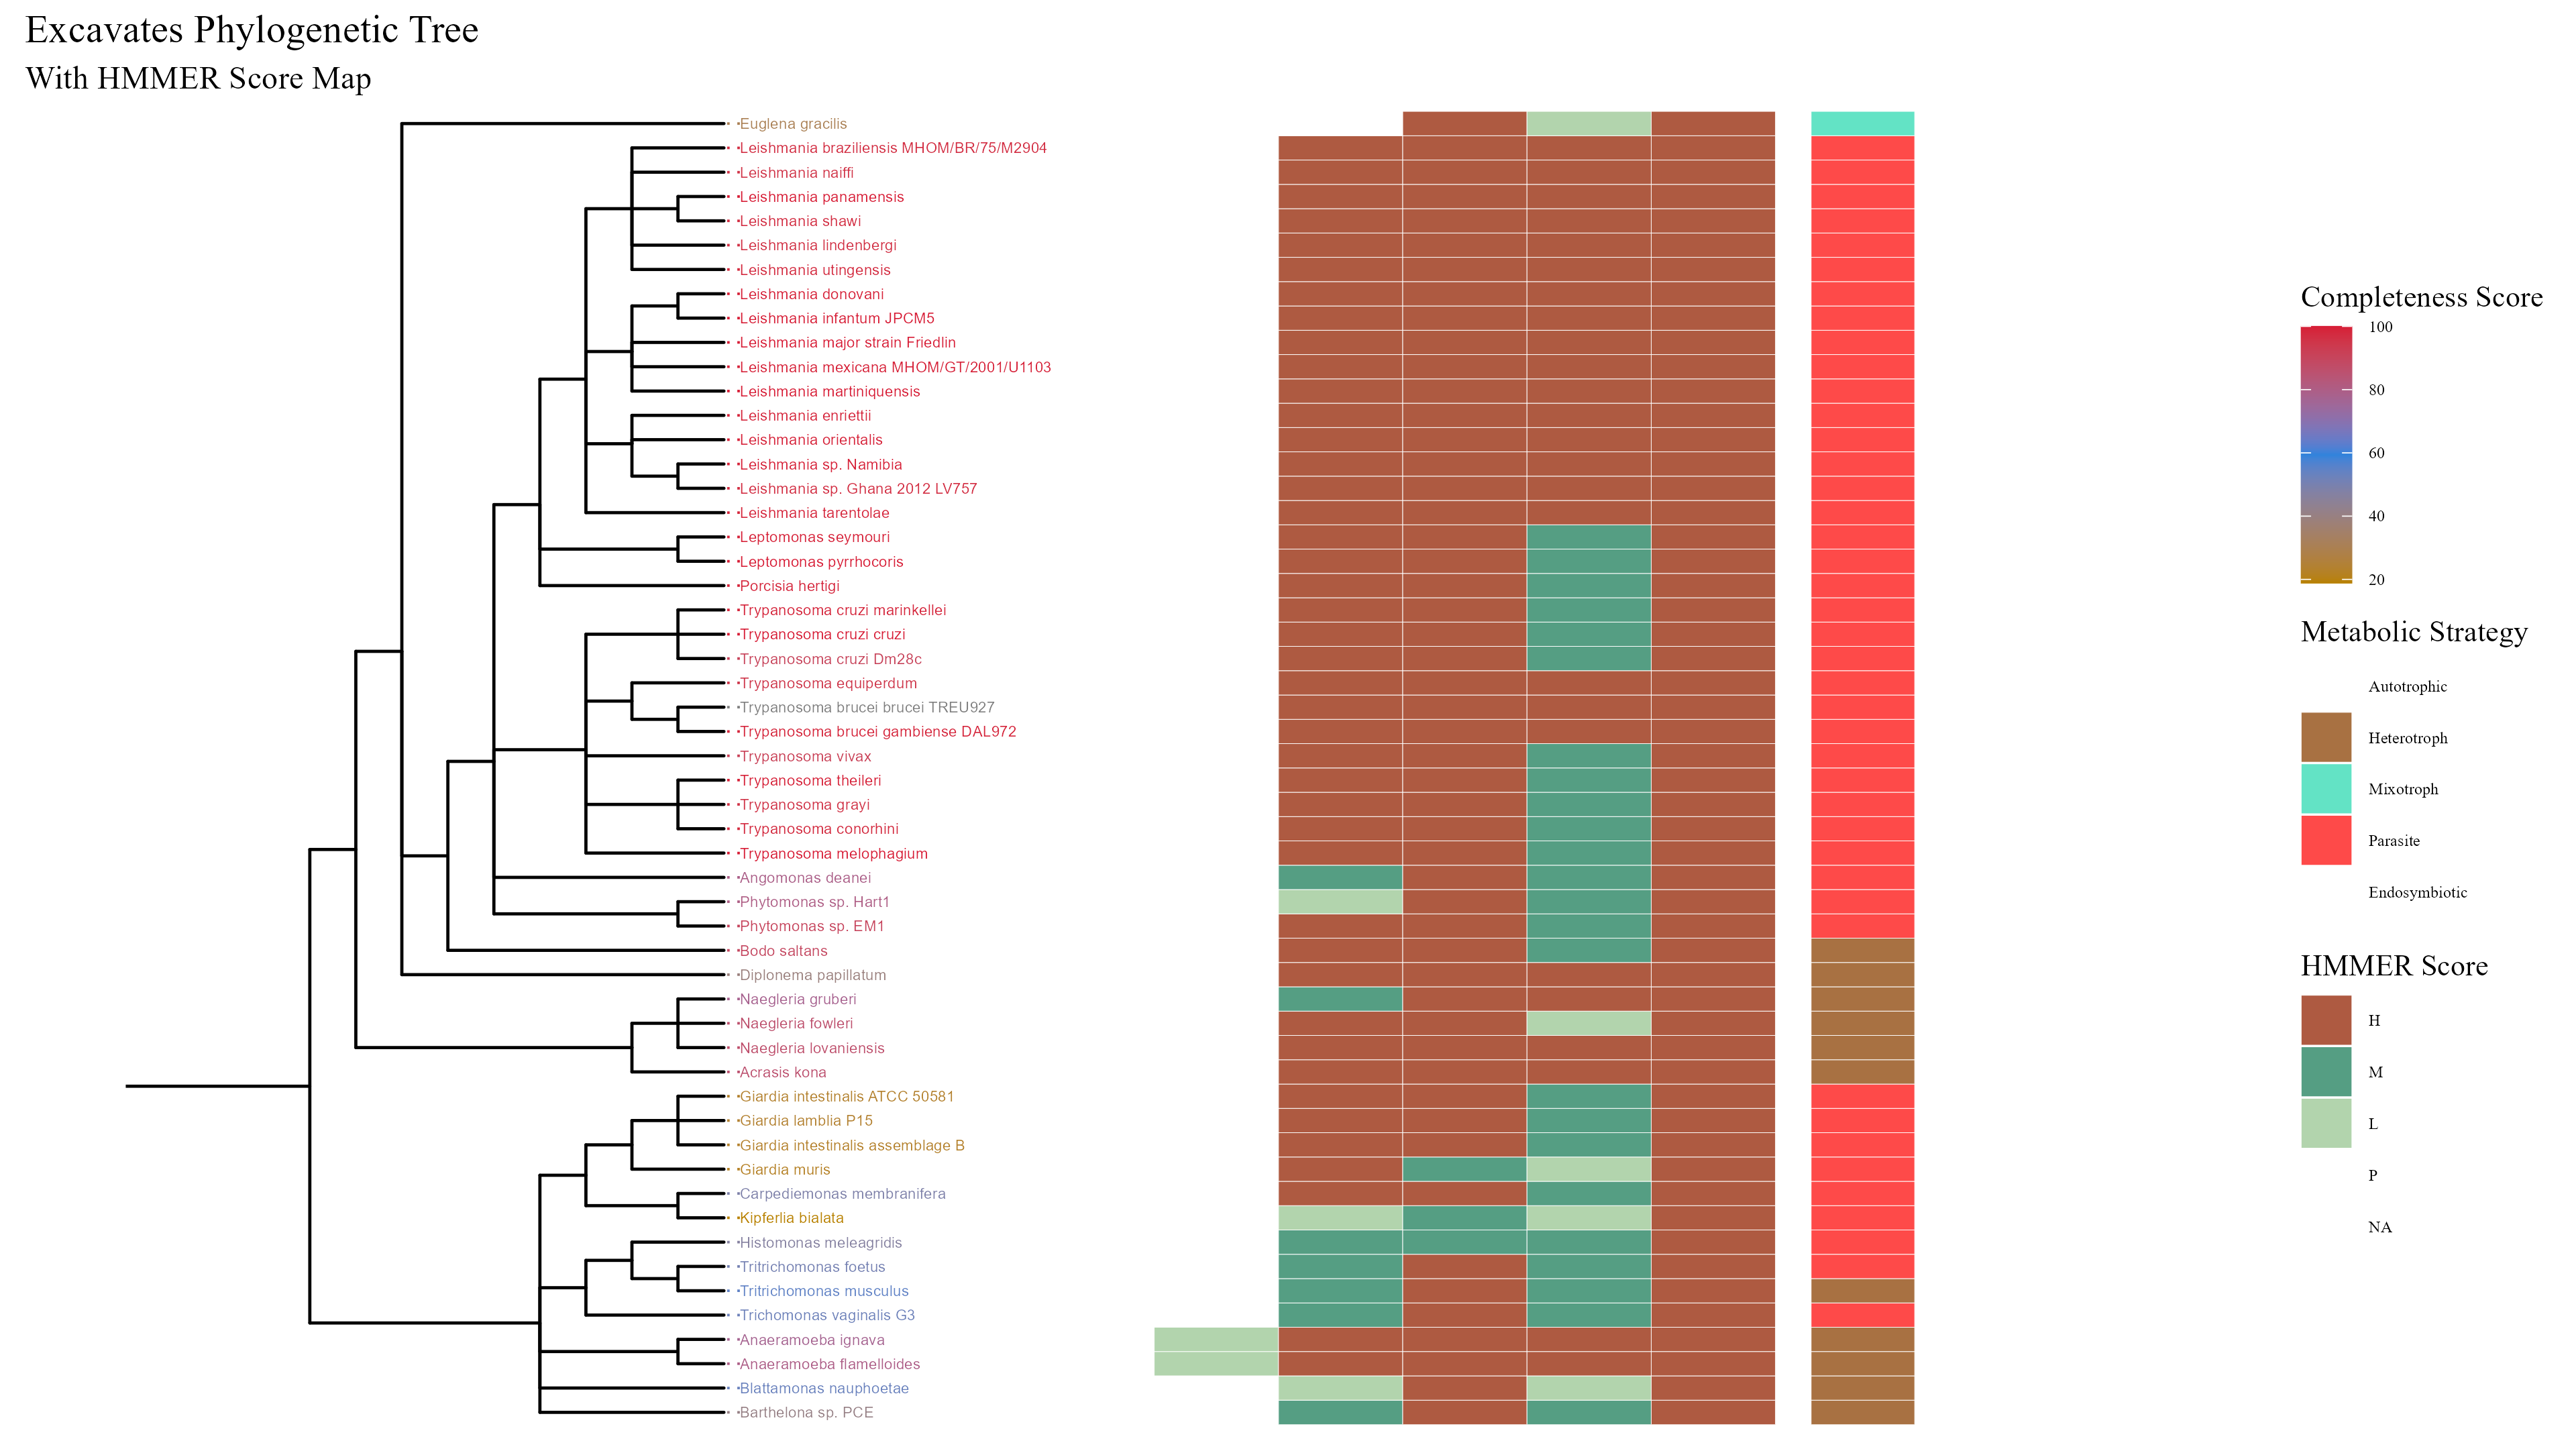 Excavates Phylogenetic Tree
With HMMER Score Map
Euglena gracilis
Leishmania braziliensis MHOM/BR/75/M2904
Leishmania naiffi
Leishmania panamensis
Leishmania shawi
Leishmania lindenbergi
Leishmania utingensis
Leishmania donovani
Leishmania infantum JPCM5
Leishmania major strain Friedlin
Leishmania mexicana MHOM/GT/2001/U1103
Leishmania martiniquensis
Leishmania enriettii
Leishmania orientalis
Leishmania sp. Namibia
Leishmania sp. Ghana 2012 LV757
Leishmania tarentolae
Leptomonas seymouri
Leptomonas pyrrhocoris
Porcisia hertigi
Trypanosoma cruzi marinkellei
Trypanosoma cruzi cruzi
Trypanosoma cruzi Dm28c
Trypanosoma equiperdum
Trypanosoma brucei brucei TREU927
Trypanosoma brucei gambiense DAL972
Trypanosoma vivax
Trypanosoma theileri
Trypanosoma grayi
Trypanosoma conorhini
Trypanosoma melophagium
Angomonas deanei
Phytomonas sp. Hart1
Phytomonas sp. EM1
Bodo saltans
Diplonema papillatum
Naegleria gruberi
Naegleria fowleri
Naegleria lovaniensis
Acrasis kona
Giardia intestinalis ATCC 50581
Giardia lamblia P15
Giardia intestinalis assemblage B
Giardia muris
Carpediemonas membranifera
Kipferlia bialata
Histomonas meleagridis
Tritrichomonas foetus
Tritrichomonas musculus
Trichomonas vaginalis G3
Anaeramoeba ignava
Anaeramoeba flamelloides
Blattamonas nauphoetae
Barthelona sp. PCE
Completeness Score
100
80
60
40
20
Metabolic Strategy
Autotrophic
Heterotroph
Mixotroph
Parasite
Endosymbiotic
HMMER Score
H
M
L
P
NA